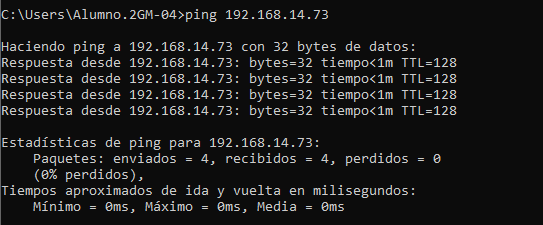 C:\Users\Alumno.2GM-04>ping 192.168.14.73
Haciendo ping a 192.168.14.73 con 32 bytes de datos:
Respuesta desde 192.168.14.73: bytes=32 tiempo<1m TTL=128
Respuesta desde 192.168.14.73: bytes=32 tiempo<1m TTL=128
Respuesta desde 192.168.14.73: bytes=32 tiempo<1m TTL=128
Respuesta desde 192.168.14.73: bytes=32 tiempo<1m TTL=128
Estadísticas de ping para 192.168.14.73:
    Paquetes: enviados = 4, recibidos = 4, perdidos = 0
    (0% perdidos),
Tiempos aproximados de ida y vuelta en milisegundos:
    Mínimo = 0ms, Máximo = 0ms, Media = 0ms